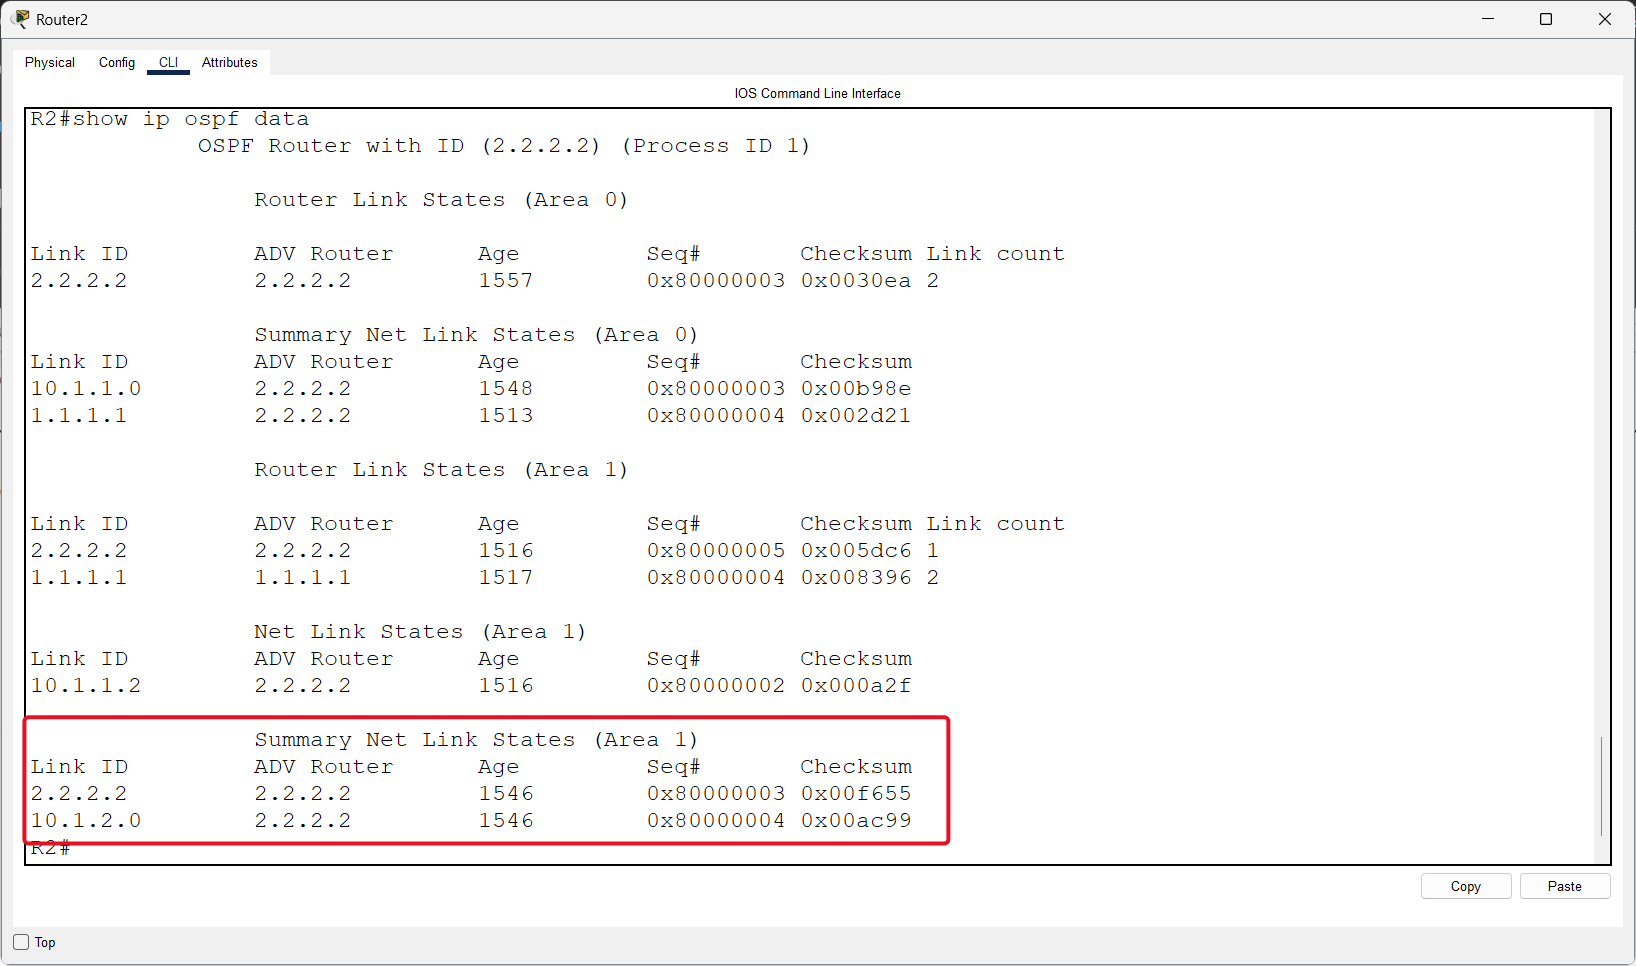 Router2
Physical Config CLI Attributes
IOS Command Line Interface
R2#show ip ospf data
OSPF Router with ID (2.2.2.2) (Process ID 1)
Router Link States (Area 0)
Link ID ADV Router Age Seq# Checksum Link count
2.2.2.2 2.2.2.2 1557 0x80000003 0x0030ea 2
Summary Net Link States (Area 0)
Link ID ADV Router Age Seq# Checksum
10.1.1.0 2.2.2.2 1548 0x80000003 0x00b98e
1.1.1.1 2.2.2.2 1513 0x80000004 0x002d21
Router Link States (Area 1)
Link ID ADV Router Age Seq# Checksum Link count
2.2.2.2 2.2.2.2 1516 0x80000005 0x005dc6 1
1.1.1.1 1.1.1.1 1517 0x80000004 0x008396 2
Net Link States (Area 1)
Link ID ADV Router Age Seq# Checksum
10.1.1.2 2.2.2.2 1516 0x80000002 0x000a2f
Summary Net Link States (Area 1)
Link ID ADV Router Age Seq# Checksum
2.2.2.2 2.2.2.2 1546 0x80000003 0x00f655
10.1.2.0 2.2.2.2 1546 0x80000004 0x00ac99
R2#
Copy Paste
Top